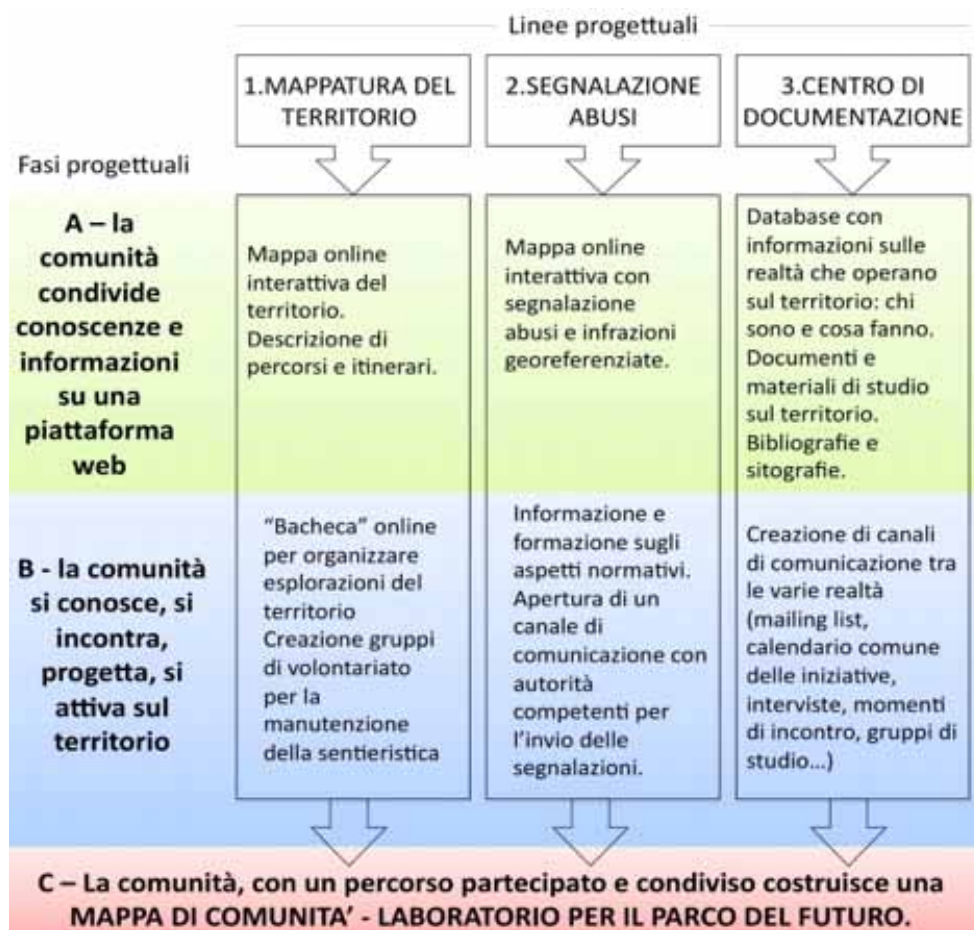 Linee progettuali
1.MAPPATURA DEL
TERRITORIO
2.SEGNALAZIONE
ABUSI
3.CENTRO DI
DOCUMENTAZIONE
Fasi progettuali
A – la
comunità
condivide
conoscenze e
informazioni
su una
piattaforma
web
Mappa online
interattiva del
territorio.
Descrizione di
percorsi e itinerari.
Mappa online
interattiva con
segnalazione
abusi e infrazioni
georeferenziate.
Database con
informazioni sulle
realtà che operano
sul territorio: chi
sono e cosa fanno.
Documenti e
materiali di studio
sul territorio.
Bibliografie e
sitografie.
B - la comunità
si conosce, si
incontra,
progetta, si
attiva sul
territorio
“Bacheca” online
per organizzare
esplorazioni del
territorio
Creazione gruppi
di volontariato
per la
manutenzione
della sentieristica
Informazione e
formazione sugli
aspetti normativi.
Apertura di un
canale di
comunicazione con
autorità
competenti per
l’invio delle
segnalazioni.
Creazione di canali
di comunicazione tra
le varie realtà
(mailing list,
calendario comune
delle iniziative,
interviste, momenti
di incontro, gruppi di
studio…)
C – La comunità, con un percorso partecipato e condiviso costruisce una
MAPPA DI COMUNITA’ - LABORATORIO PER IL PARCO DEL FUTURO.